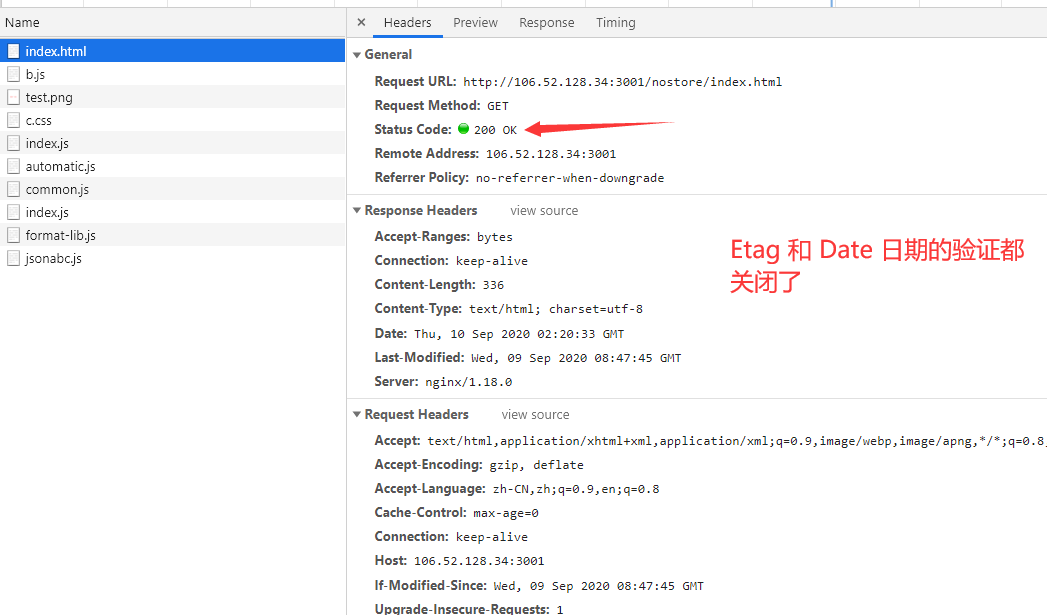 Name
× Headers Preview Response Timing
index.html
b.js
test.png
c.css
index.js
automatic.js
common.js
index.js
format-lib.js
jsonabc.js
General
Request URL: http://106.52.128.34:3001/nostore/index.html
Request Method: GET
Status Code: 200 OK
Remote Address: 106.52.128.34:3001
Referrer Policy: no-referrer-when-downgrade
Response Headers view source
Accept-Ranges: bytes
Connection: keep-alive
Content-Length: 336
Content-Type: text/html; charset=utf-8
Date: Thu, 10 Sep 2020 02:20:33 GMT
Last-Modified: Wed, 09 Sep 2020 08:47:45 GMT
Server: nginx/1.18.0
Etag 和 Date 日期的验证都
关闭了
Request Headers view source
Accept: text/html,application/xhtml+xml,application/xml;q=0.9,image/webp,image/apng,*/*;q=0.8,
Accept-Encoding: gzip, deflate
Accept-Language: zh-CN,zh;q=0.9,en;q=0.8
Cache-Control: max-age=0
Connection: keep-alive
Host: 106.52.128.34:3001
If-Modified-Since: Wed, 09 Sep 2020 08:47:45 GMT
Upgrade-Insecure-Requests: 1